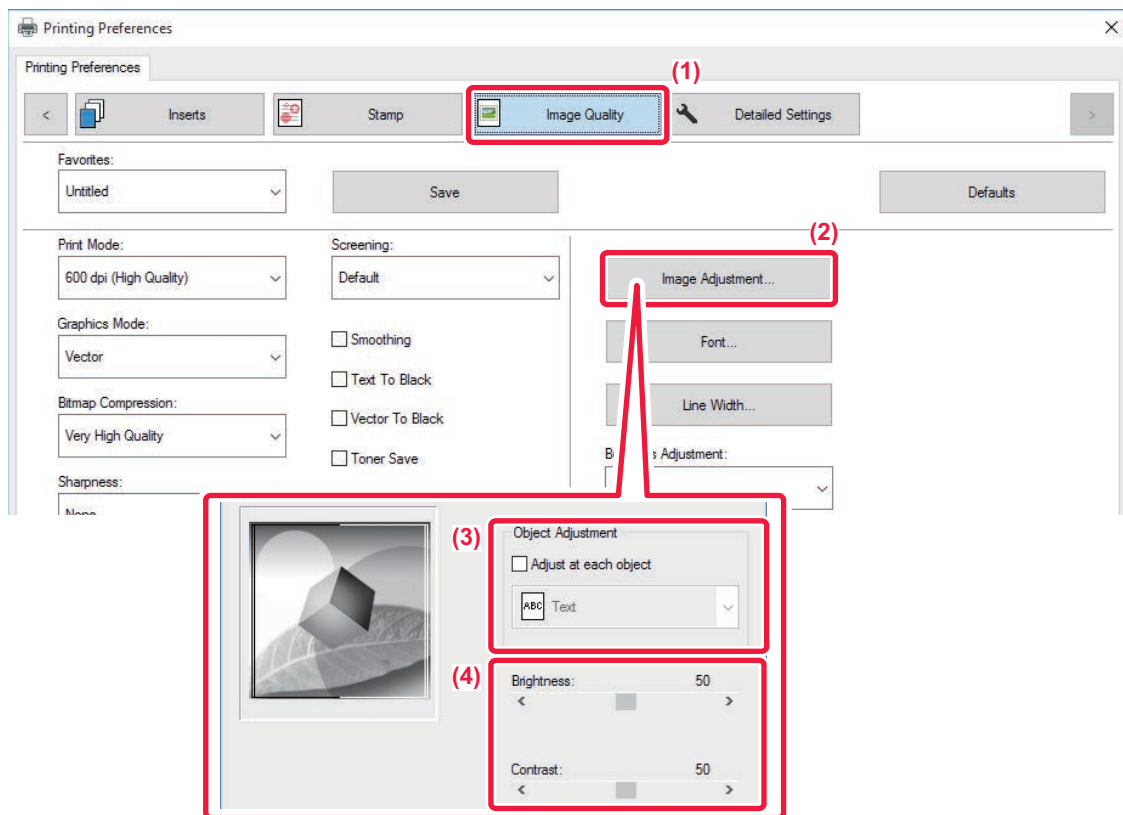 Printing Preferences
Printing Preferences
(1)
< Inserts Stamp Image Quality Detailed Settings >
Favorites:
Untitled Save Defaults
(2)
Print Mode: Screening:
600 dpi (High Quality) Default Image Adjustment...
Graphics Mode:
Vector Smoothing Font...
Text To Black
Bitmap Compression:
Very High Quality Vector To Black Line Width...
Toner Save
Sharpness: Adjustment:
None
(3) Object Adjustment
Adjust at each object
ABC Text
(4) Brightness: 50
< >
Contrast: 50
< >